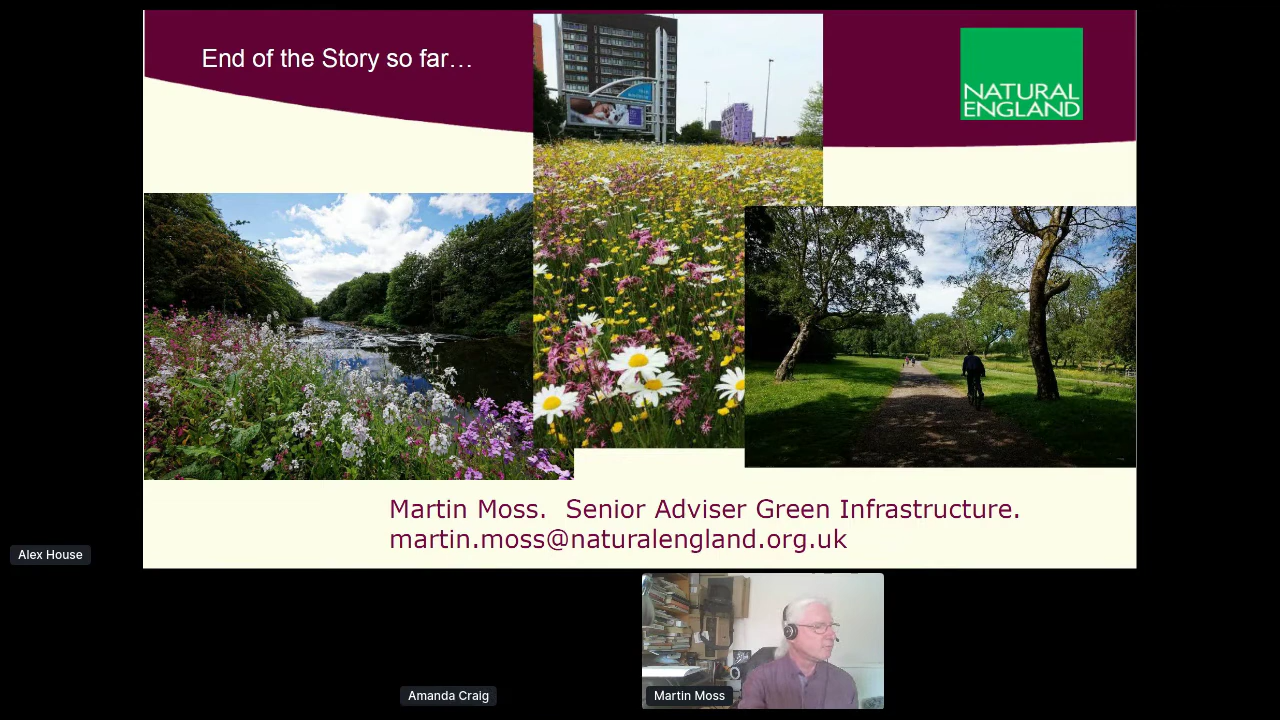 End of the Story so far…
NATURAL
ENGLAND
Martin Moss.  Senior Adviser Green Infrastructure.
martin.moss@naturalengland.org.uk
Alex House
Amanda Craig
Martin Moss